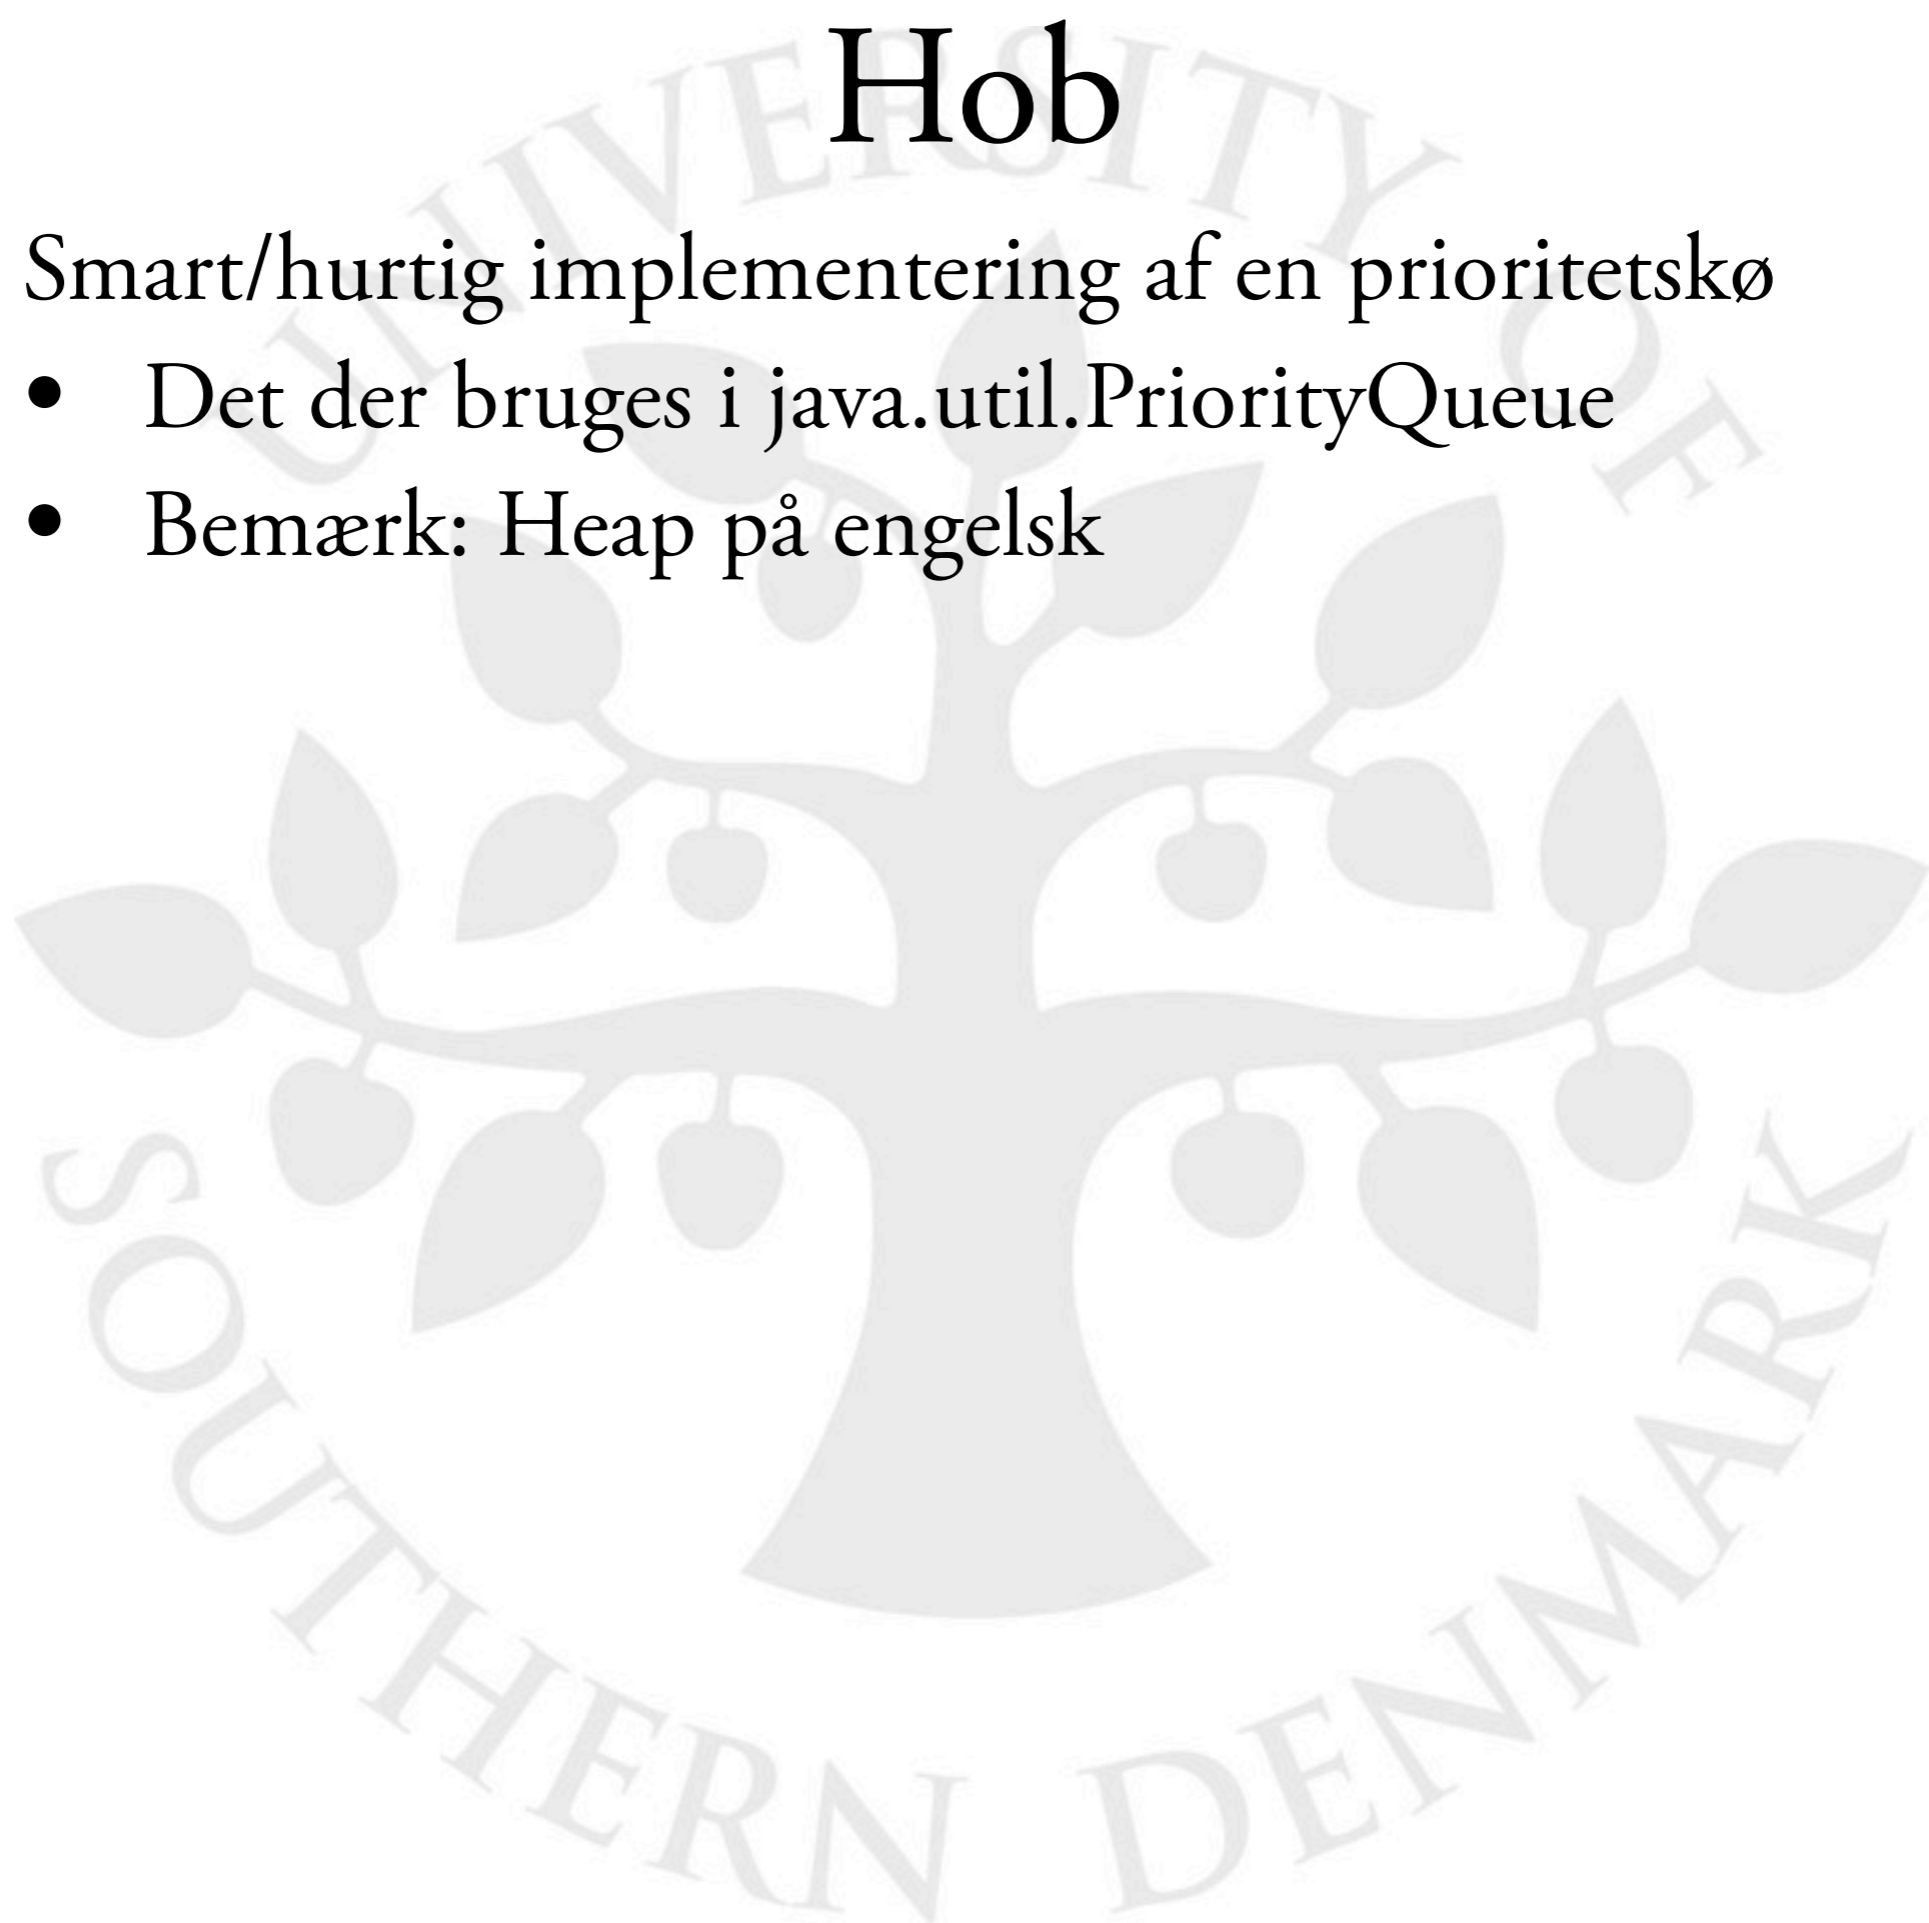 Hob
Smart/hurtig implementering af en prioritetskø
• Det der bruges i java.util.PriorityQueue
• Bemærk: Heap på engelsk
UNIVERSITY OF
SOUTHERN DENMARK